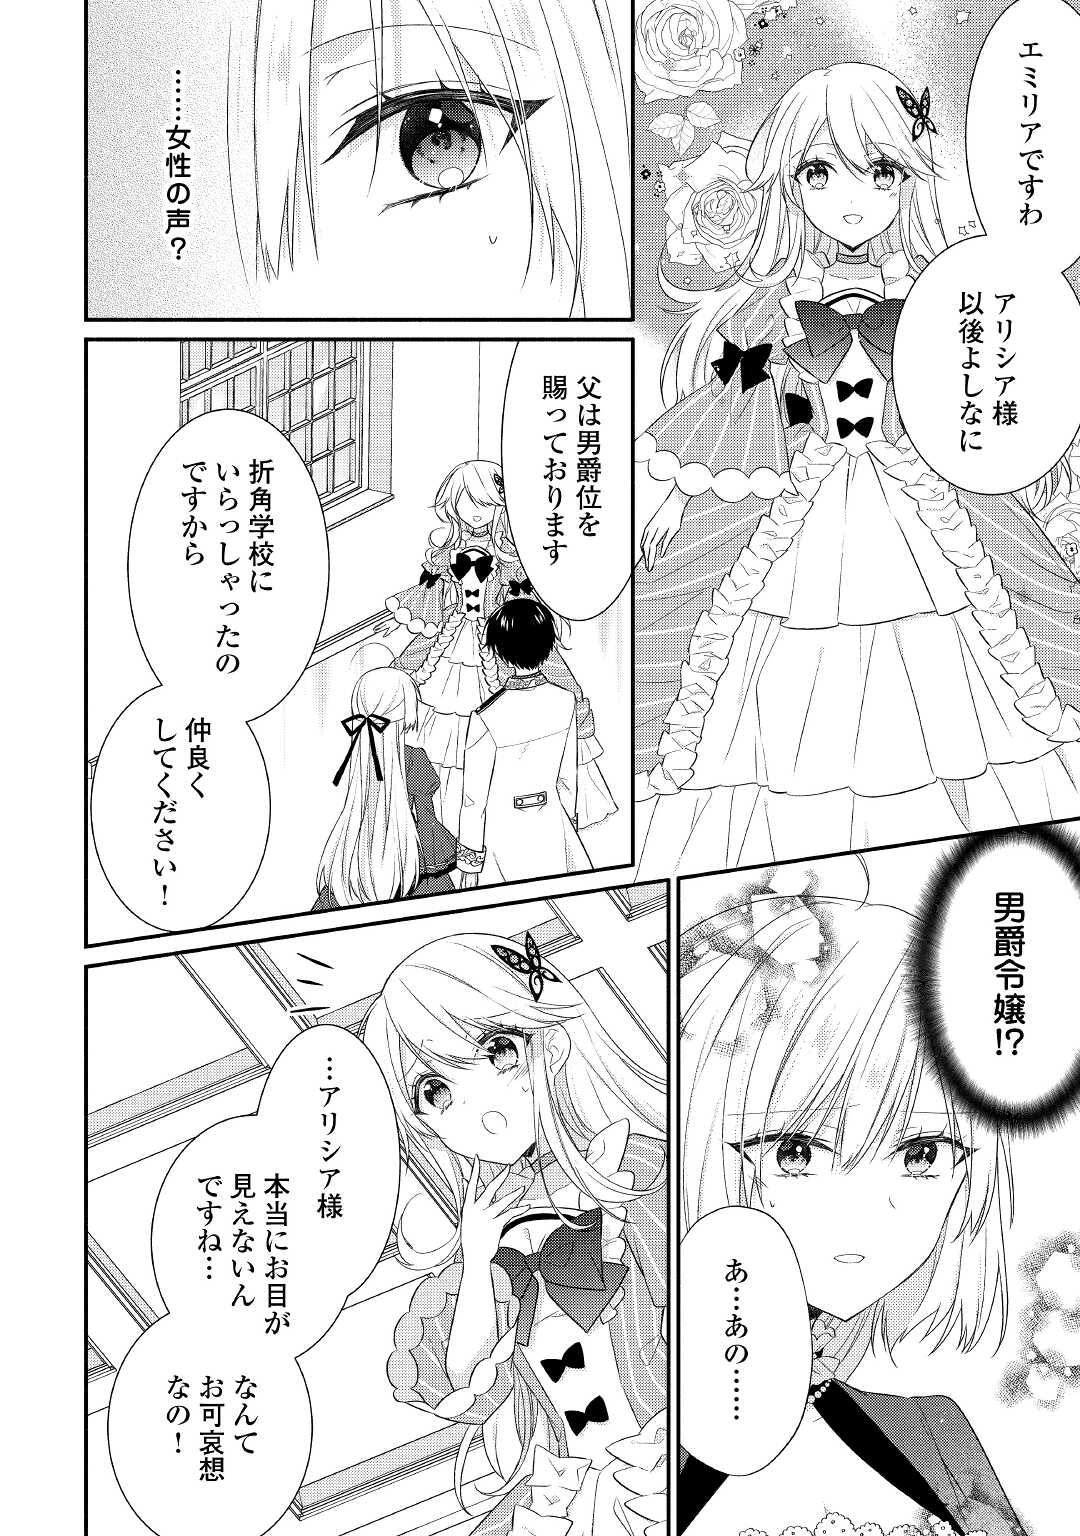 エミリアですわ
アリシア様
以後よしなに
……女性の声？
父は男爵位を
賜っております
折角学校に
いらっしゃったの
ですから
仲良く
してください！
男爵令嬢!?
あ…あの……
…アリシア様
本当にお目が
見えないん
ですね…
なんて
お可哀想
なの！